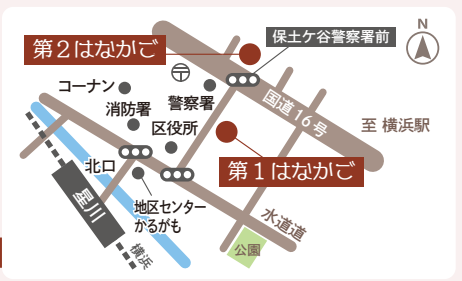 第2はなかご
保土ケ谷警察署前
N
コーナン
〒
警察署
国道16号
至 横浜駅
消防署
区役所
第1はなかご
北口
星川
地区センター
かるがも
水道道
横浜
公園